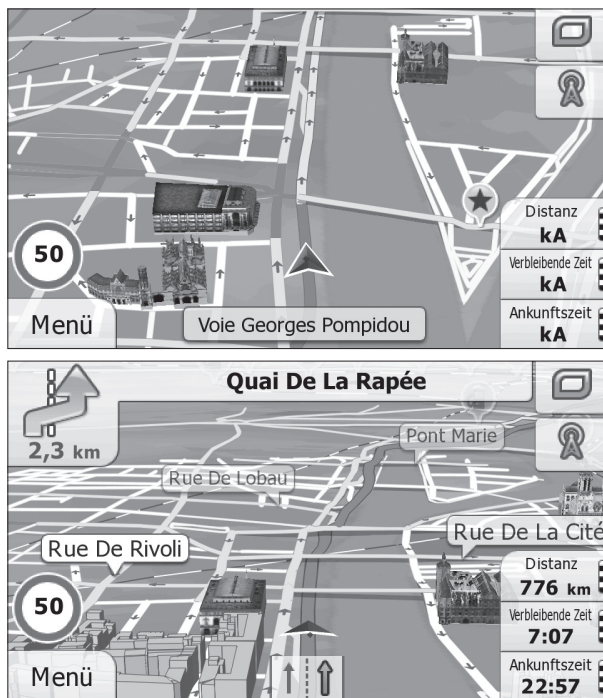 50
Distanz
kA
Verbleibende Zeit
kA
Ankunftszeit
kA
Menü
Voie Georges Pompidou
Quai De La Rapée
2,3 km
Pont Marie
Rue De Lobau
Rue De Rivoli
Rue De La Cité
50
Distanz
776 km
Verbleibende Zeit
7:07
Ankunftszeit
22:57
Menü